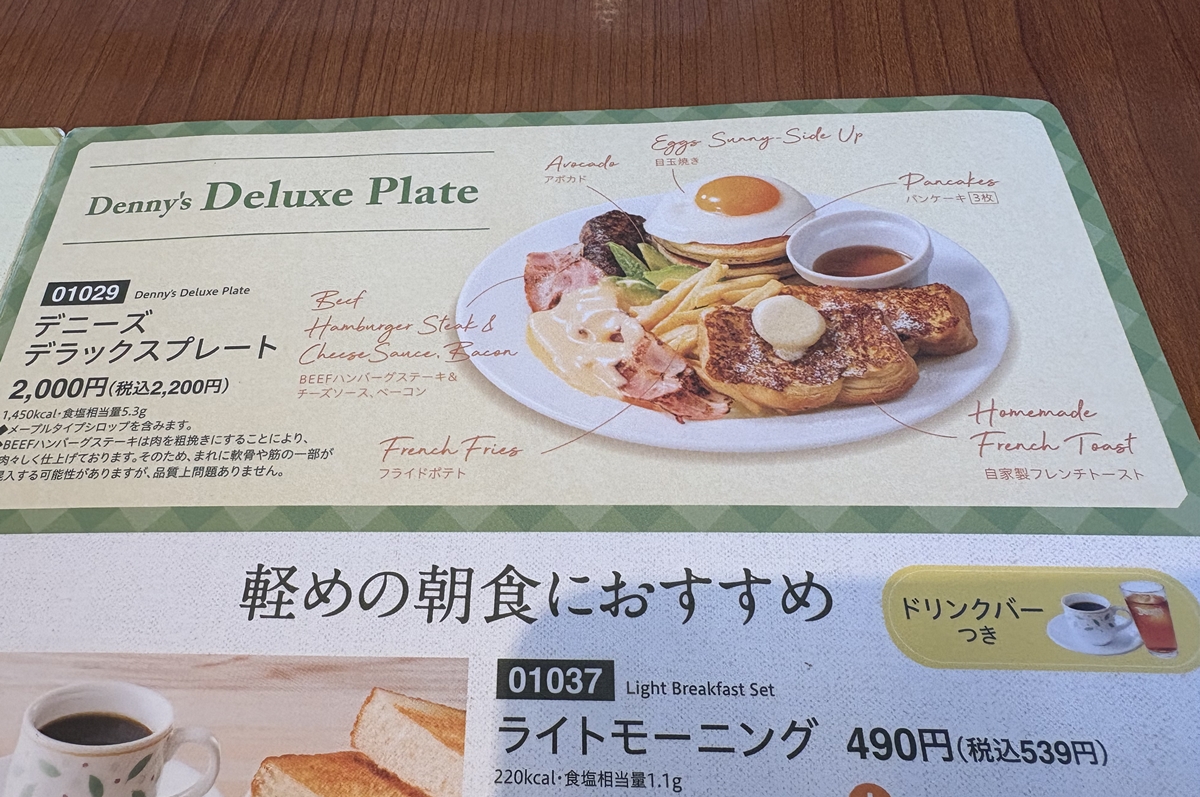 Denny's Deluxe Plate
Avocado
アボカド
Eggs Sunny-Side Up
目玉焼き
Pancakes
パンケーキ 3枚
01029 Denny's Deluxe Plate
デニーズ
デラックスプレート
2,000円(税込2,200円)
1,450kcal・食塩相当量5.3g
◆メープルタイプシロップを含みます。
◆BEEFハンバーグステーキは肉を粗挽きにすることにより、
肉々しく仕上げております。そのため、まれに軟骨や筋の一部が
混入する可能性がありますが、品質上問題ありません。
Beef
Hamburger Steak &
Cheese Sauce, Bacon
BEEFハンバーグステーキ&
チーズソース、ベーコン
French Fries
フライドポテト
Homemade
French Toast
自家製フレンチトースト
軽めの朝食におすすめ
ドリンクバー
つき
01037 Light Breakfast Set
ライトモーニング 490円(税込539円)
220kcal・食塩相当量1.1g